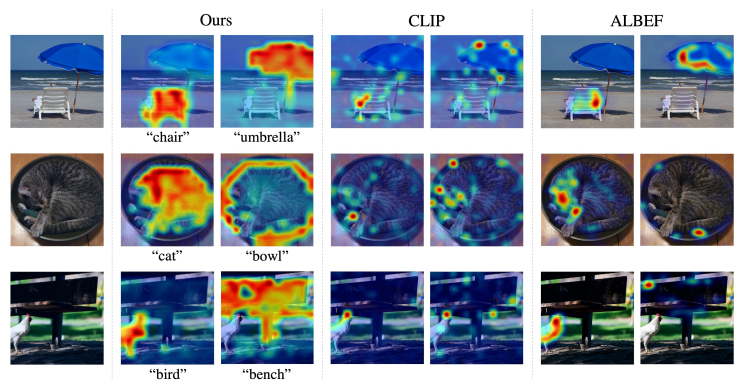 Ours CLIP ALBEF
“chair” “umbrella”
“cat” “bowl”
“bird” “bench”